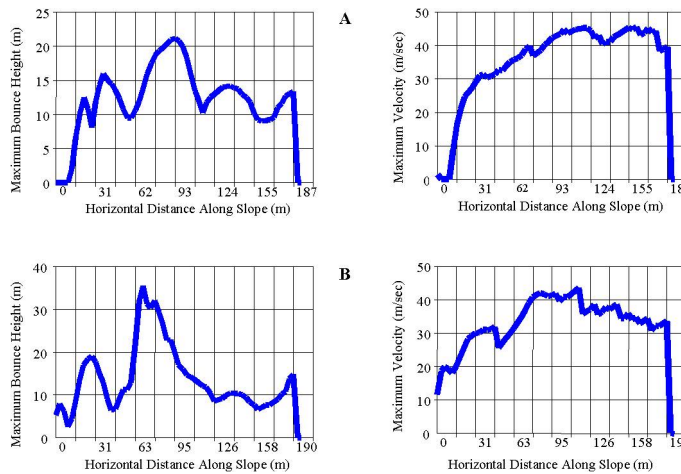 A
Maximum Bounce Height (m)
25
20
15
10
5
0
0 31 62 93 124 155 187
Horizontal Distance Along Slope (m)
Maximum Velocity (m/sec)
50
40
30
20
10
0
0 31 62 93 124 155 187
Horizontal Distance Along Slope (m)
B
Maximum Bounce Height (m)
40
30
20
10
0
0 31 63 95 126 158 190
Horizontal Distance Along Slope (m)
Maximum Velocity (m/sec)
50
40
30
20
10
0
0 31 63 95 126 158 190
Horizontal Distance Along Slope (m)